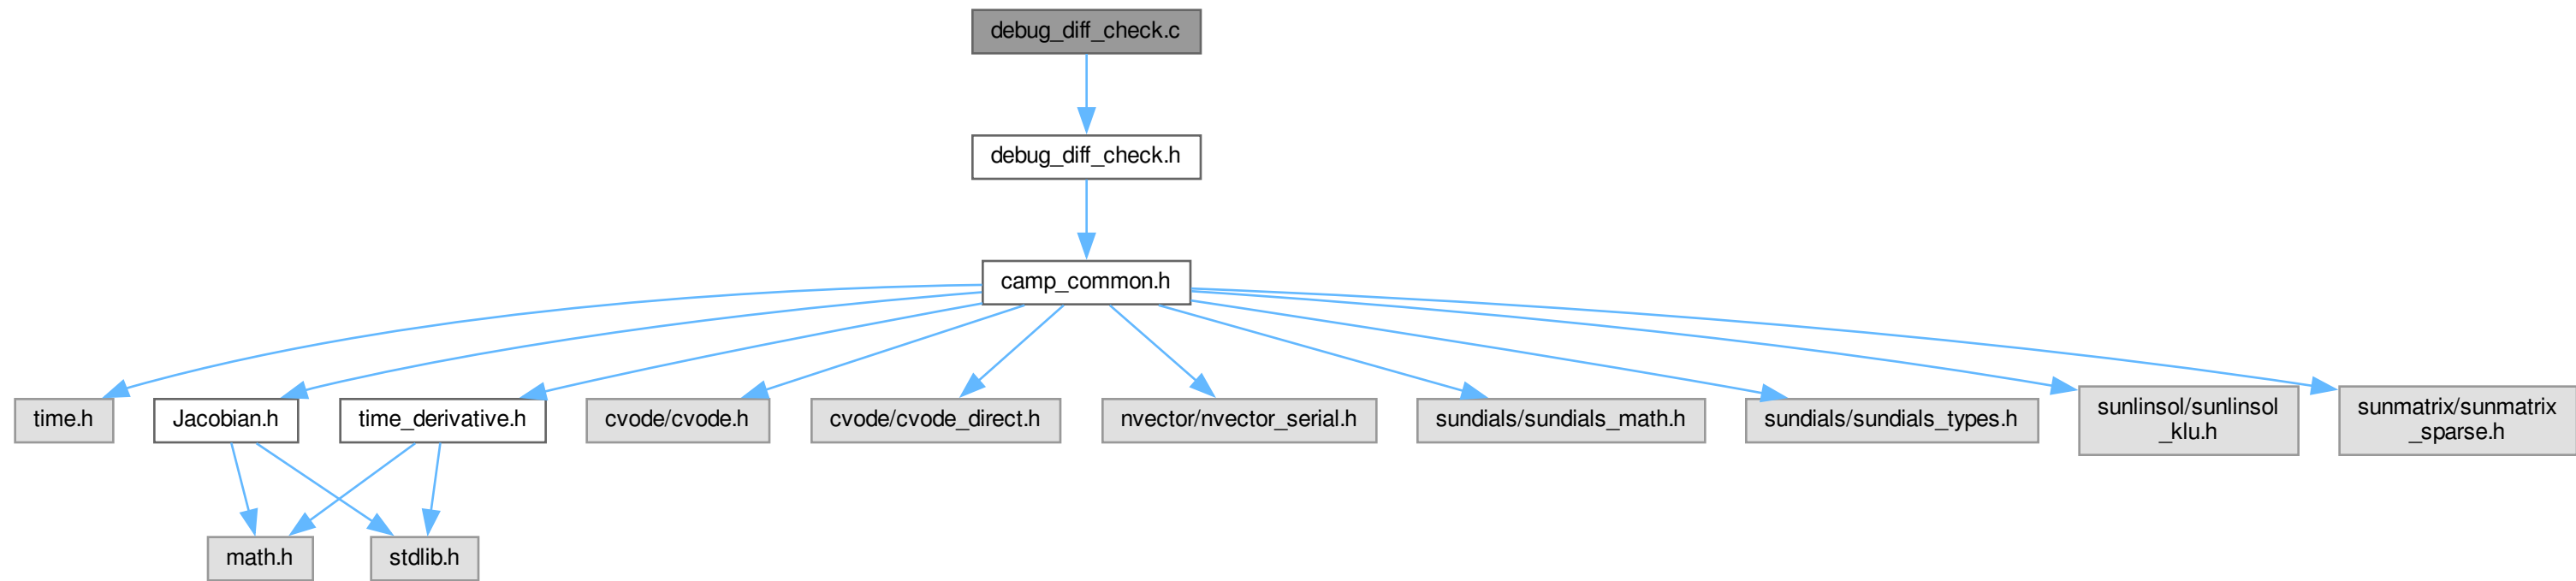 debug_diff_check.c
debug_diff_check.h
camp_common.h
time.h
Jacobian.h
time_derivative.h
cvode/cvode.h
cvode/cvode_direct.h
nvector/nvector_serial.h
sundials/sundials_math.h
sundials/sundials_types.h
sunlinsol/sunlinsol
_klu.h
sunmatrix/sunmatrix
_sparse.h
math.h
stdlib.h